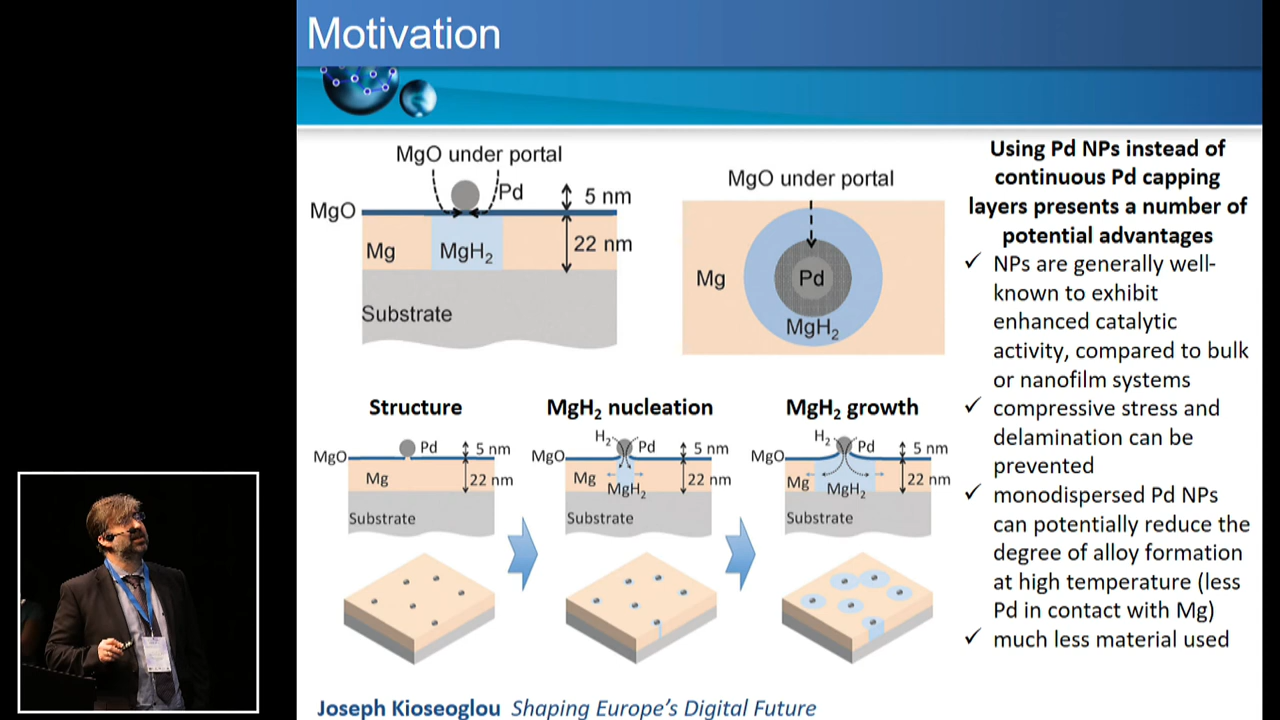 Motivation
MgO under portal
Pd
5 nm
MgO
Mg
MgH2
22 nm
Substrate
MgO under portal
Mg
Pd
MgH2
Structure
MgH2 nucleation
MgH2 growth
Pd
5 nm
MgO
Mg
22 nm
Substrate
H2
Pd
5 nm
MgO
Mg
MgH2
22 nm
Substrate
H2
Pd
5 nm
MgO
Mg
MgH2
22 nm
Substrate
Using Pd NPs instead of
continuous Pd capping
layers presents a number of
potential advantages
✓ NPs are generally well-
known to exhibit
enhanced catalytic
activity, compared to bulk
or nanofilm systems
✓ compressive stress and
delamination can be
prevented
✓ monodispersed Pd NPs
can potentially reduce the
degree of alloy formation
at high temperature (less
Pd in contact with Mg)
✓ much less material used
Joseph Kioseoglou Shaping Europe's Digital Future